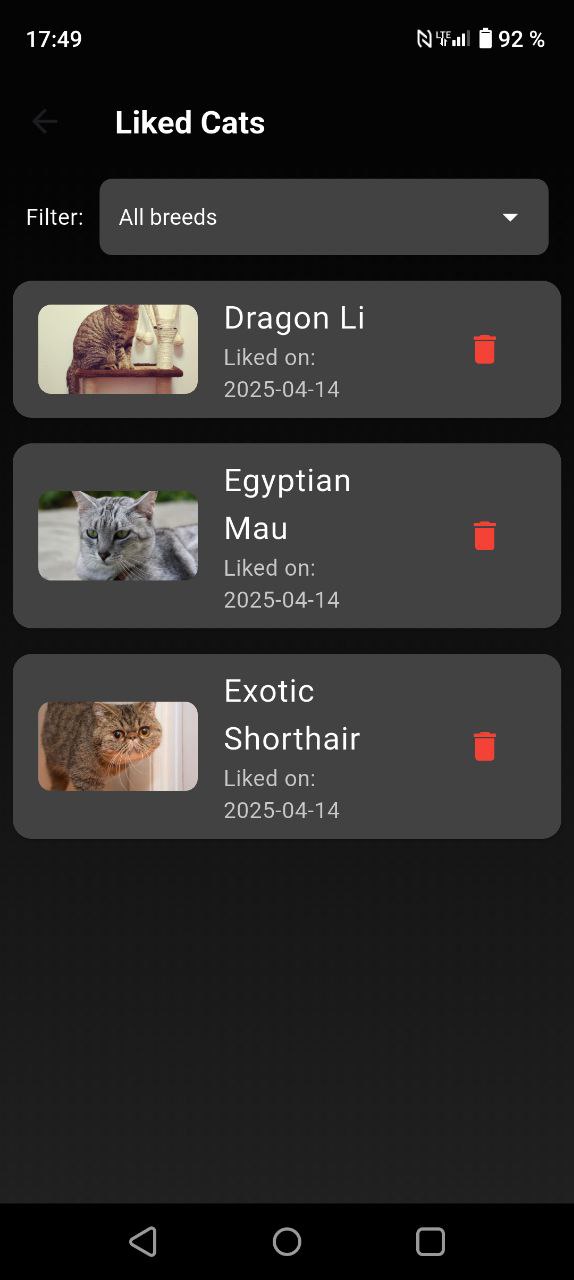 17:49
LTE 92 %
Liked Cats
Filter: All breeds
Dragon Li
Liked on:
2025-04-14
Egyptian
Mau
Liked on:
2025-04-14
Exotic
Shorthair
Liked on:
2025-04-14